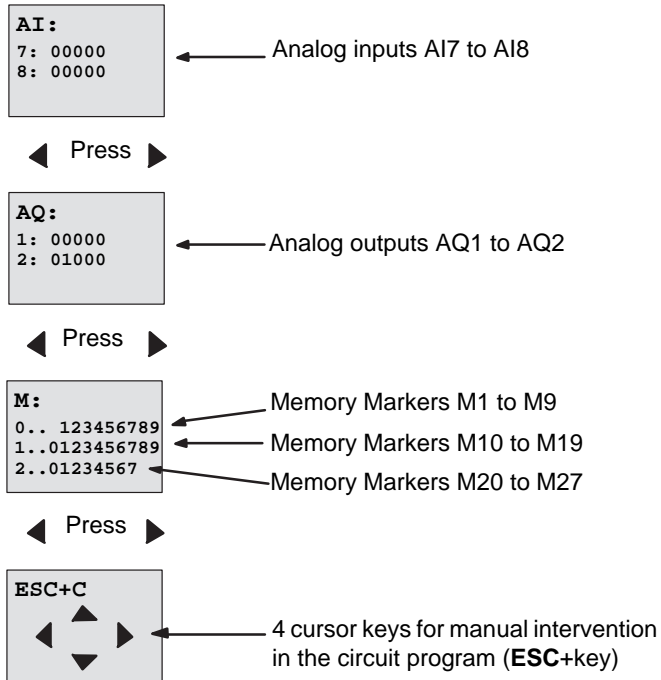 AI:
7: 00000
8: 00000
Analog inputs AI7 to AI8
Press
AQ:
1: 00000
2: 01000
Analog outputs AQ1 to AQ2
Press
M:
0.. 123456789
1..0123456789
2..01234567
Memory Markers M1 to M9
Memory Markers M10 to M19
Memory Markers M20 to M27
Press
ESC+C
4 cursor keys for manual intervention
in the circuit program (ESC+key)